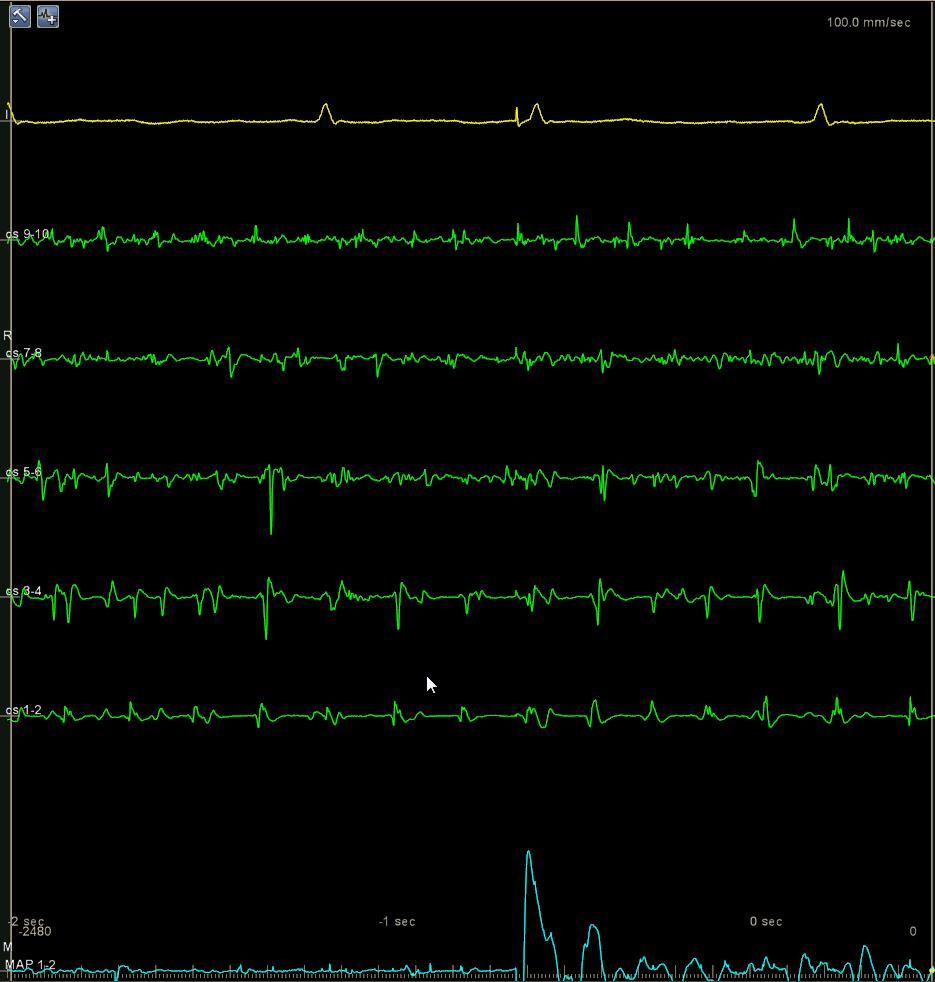 100.0 mm/sec
I
cs 9-10
R
cs 7-8
cs 5-6
cs 3-4
cs 1-2
-2 sec
-1 sec
0 sec
-2480
0
M
MAP 1-2